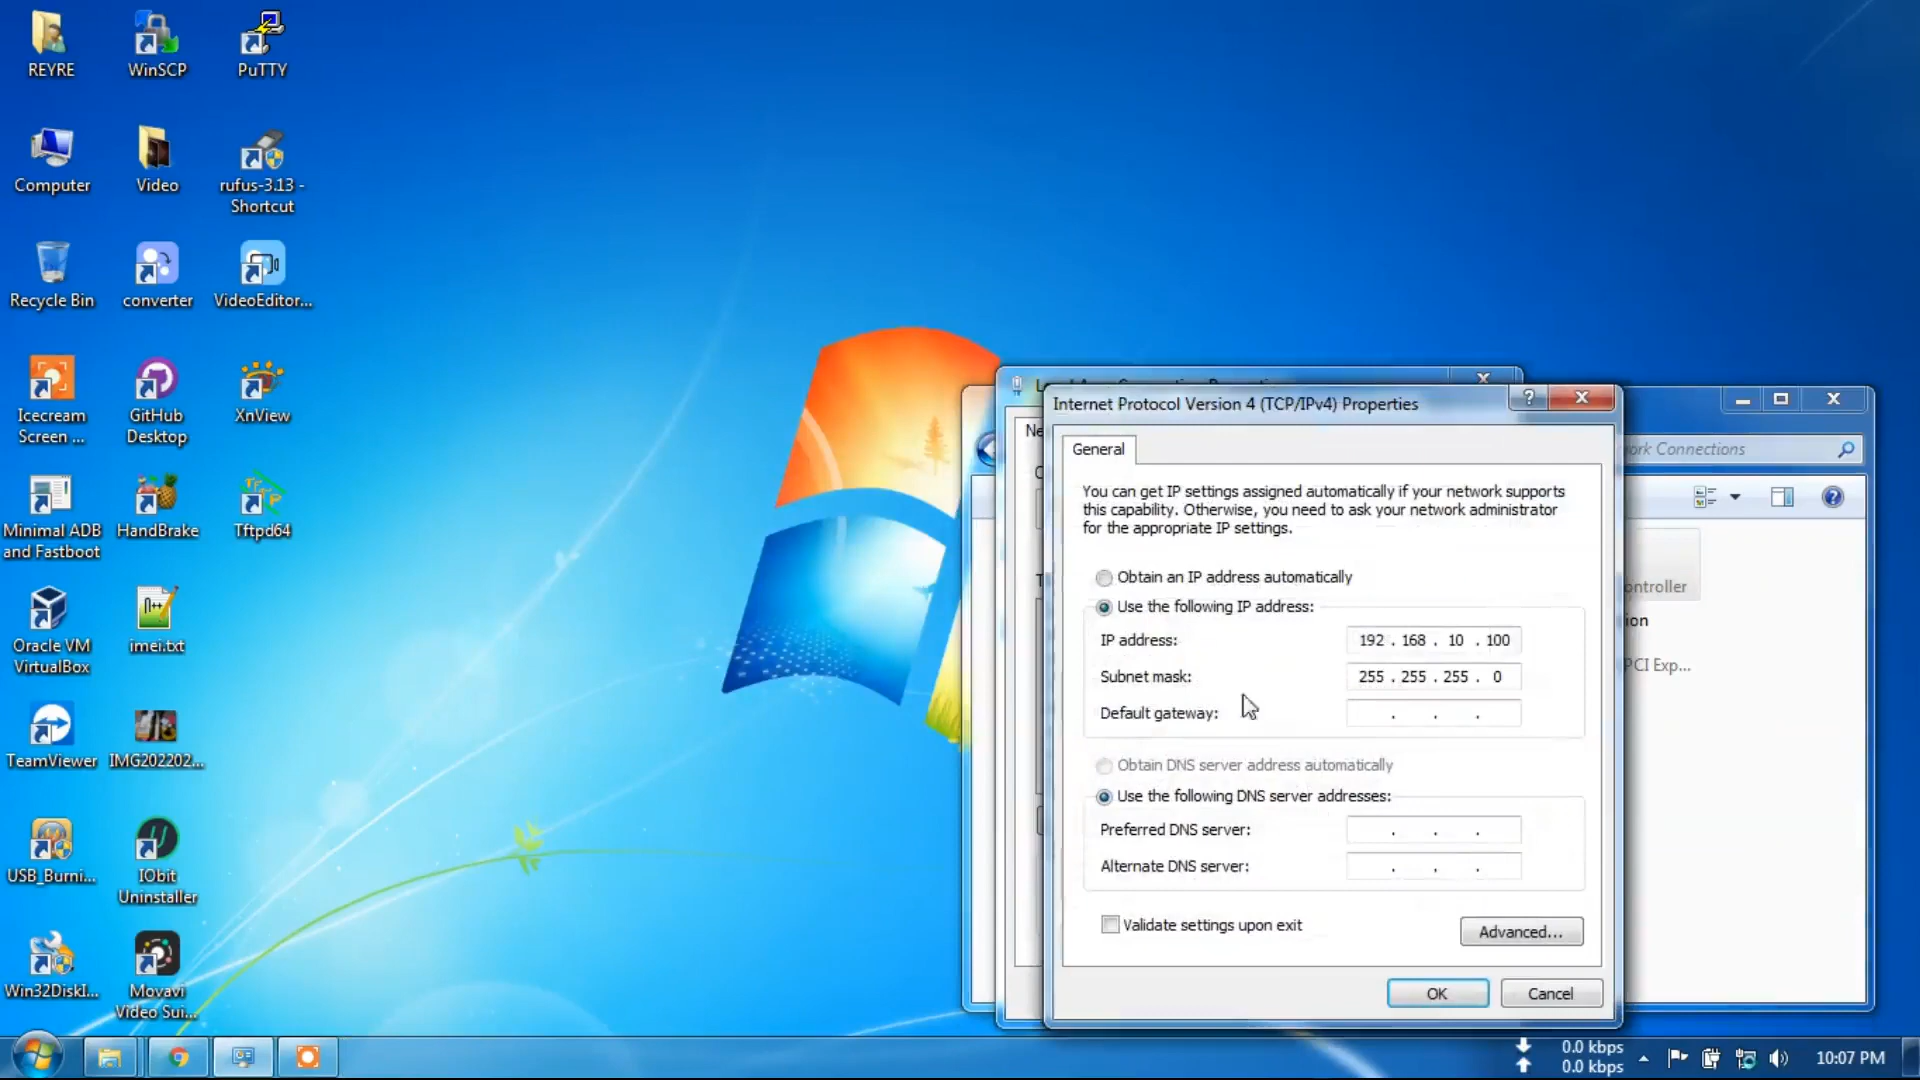 REYRE
WinSCP
PuTTY
Computer
Video
rufus-3.13 -
Shortcut
Recycle Bin
converter
VideoEditor...
Icecream
Screen ...
GitHub
Desktop
XnView
Minimal ADB
and Fastboot
HandBrake
Tftpd64
Oracle VM
VirtualBox
imei.txt
TeamViewer
IMG202202...
USB_Burni...
IObit
Uninstaller
Win32DiskI...
Movavi
Video Sui...
Internet Protocol Version 4 (TCP/IPv4) Properties
General
You can get IP settings assigned automatically if your network supports
this capability. Otherwise, you need to ask your network administrator
for the appropriate IP settings.
Obtain an IP address automatically
Use the following IP address:
IP address: 192 . 168 . 10 . 100
Subnet mask: 255 . 255 . 255 . 0
Default gateway: . . .
Obtain DNS server address automatically
Use the following DNS server addresses:
Preferred DNS server: . . .
Alternate DNS server: . . .
Validate settings upon exit
Advanced...
OK
Cancel
Connections
ontroller
ion
PCI Exp...
0.0 kbps
0.0 kbps
10:07 PM